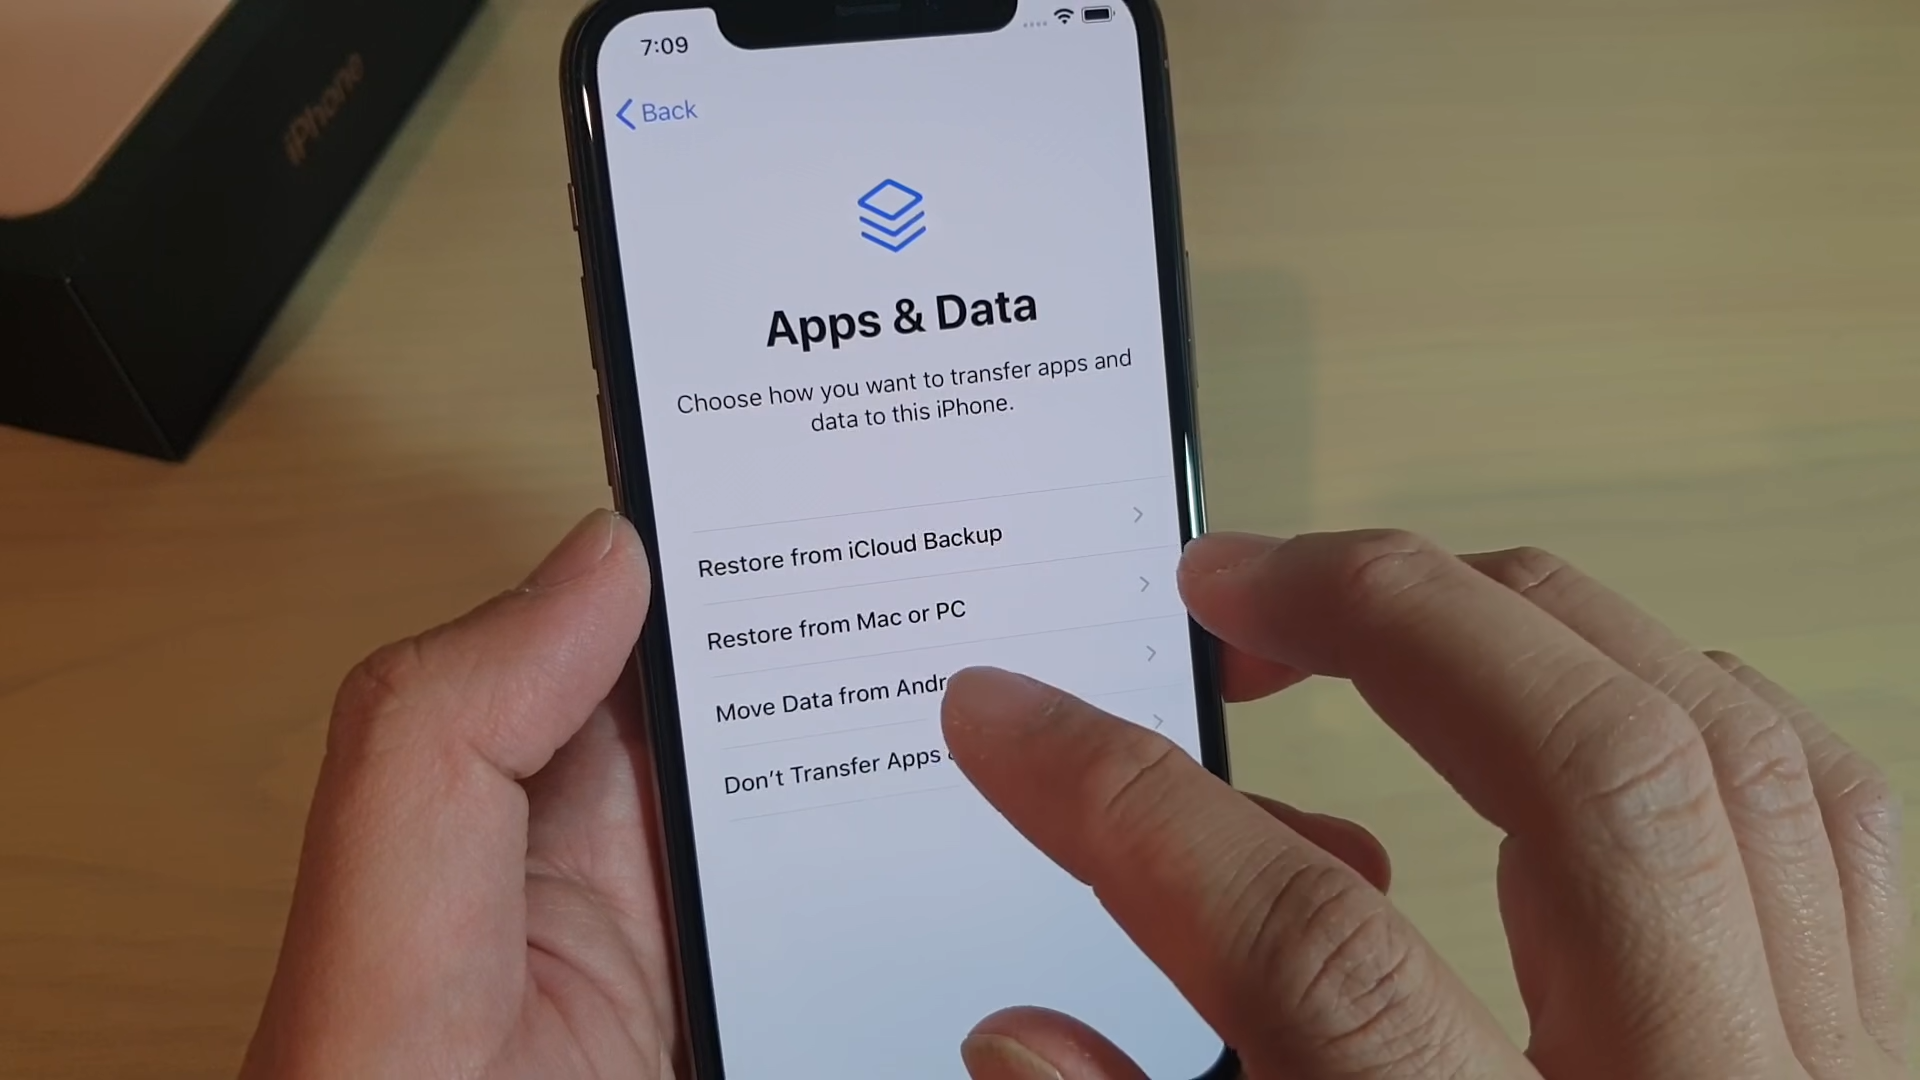 7:09
iPhone
Back
Apps & Data
Choose how you want to transfer apps and
data to this iPhone.
Restore from iCloud Backup
Restore from Mac or PC
Move Data from Andr
Don't Transfer Apps